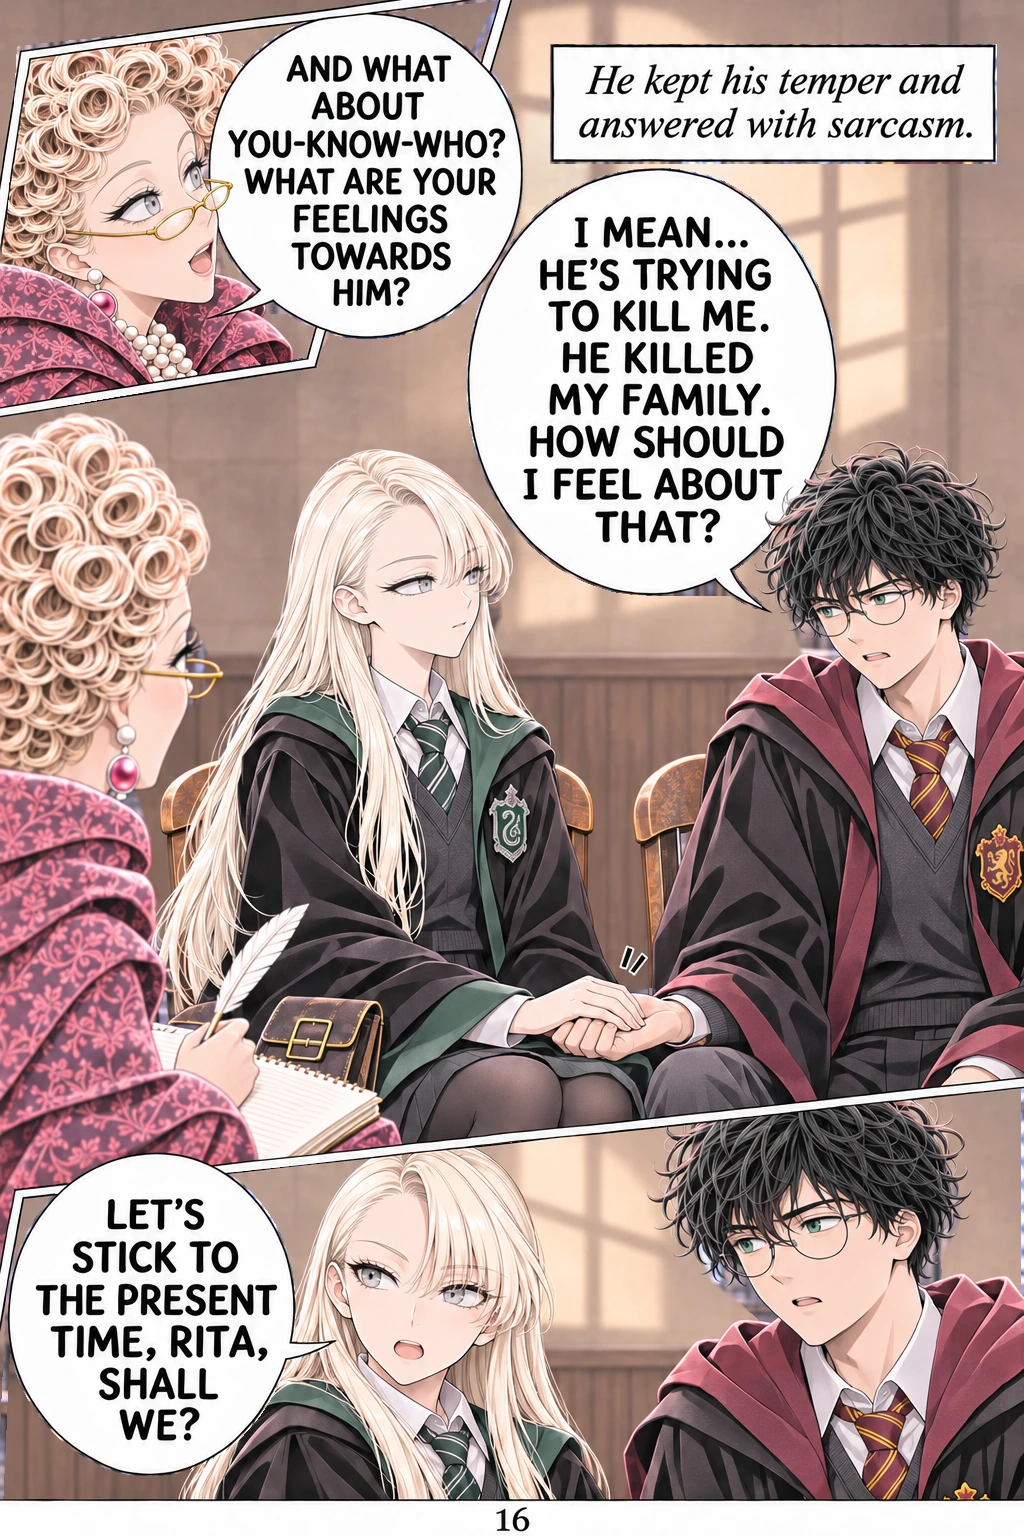 AND WHAT
ABOUT
YOU-KNOW-WHO?
WHAT ARE YOUR
FEELINGS
TOWARDS
HIM?
He kept his temper and
answered with sarcasm.
I MEAN...
HE'S TRYING
TO KILL ME.
HE KILLED
MY FAMILY.
HOW SHOULD
I FEEL ABOUT
THAT?
LET'S
STICK TO
THE PRESENT
TIME, RITA,
SHALL
WE?
16